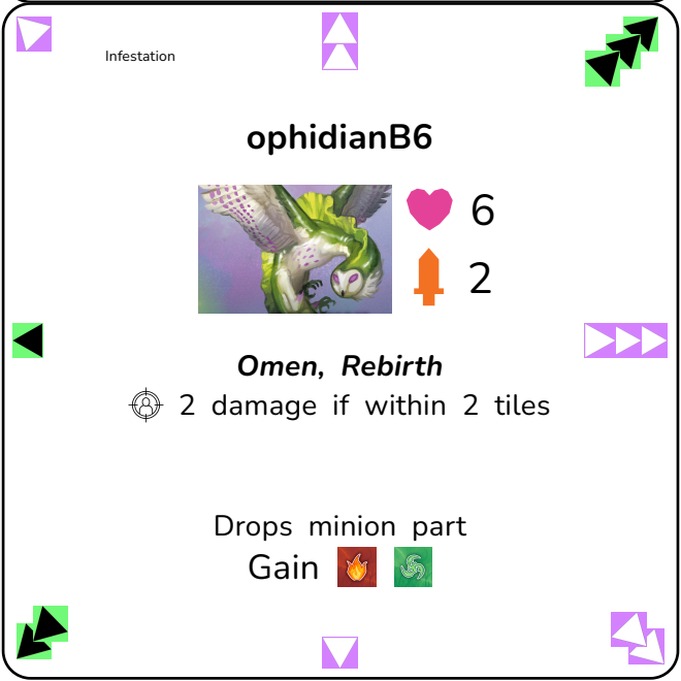 Infestation
ophidianB6
6
2
Omen, Rebirth
2 damage if within 2 tiles
Drops minion part
Gain